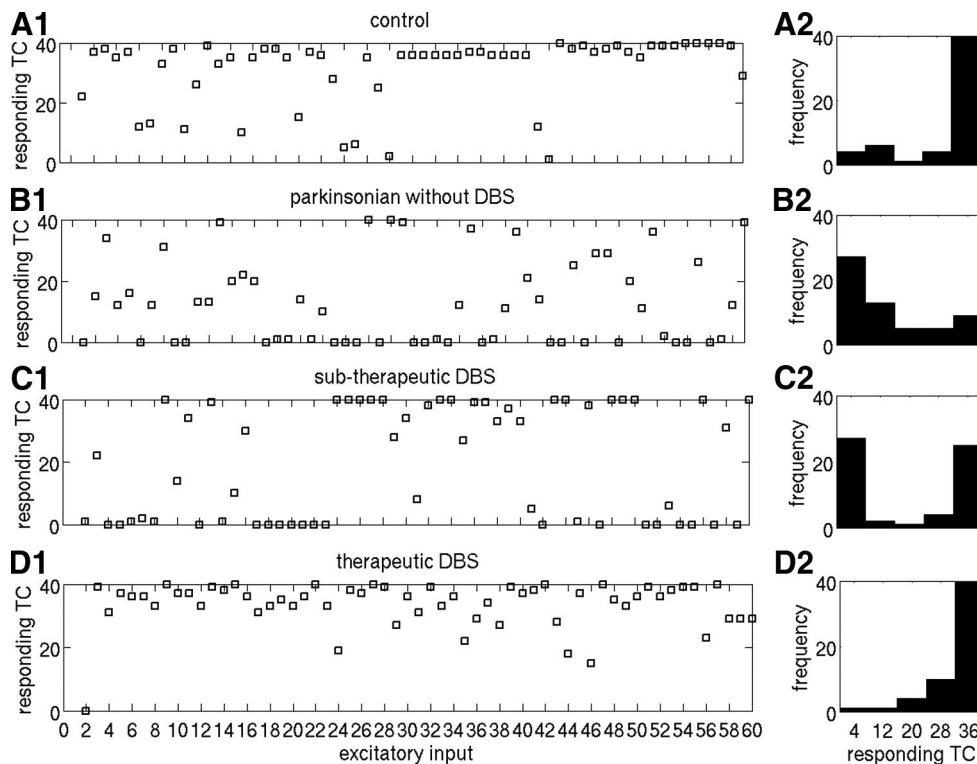 A1
control
A2
responding TC
40
20
0
frequency
40
20
0
B1
parkinsonian without DBS
B2
responding TC
40
20
0
frequency
40
20
0
C1
sub-therapeutic DBS
C2
responding TC
40
20
0
frequency
40
20
0
D1
therapeutic DBS
D2
responding TC
40
20
0
0 2 4 6 8 10 12 14 16 18 20 22 24 26 28 30 32 34 36 38 40 42 44 46 48 50 52 54 56 58 60
excitatory input
frequency
40
20
0
4 12 20 28 36
responding TC